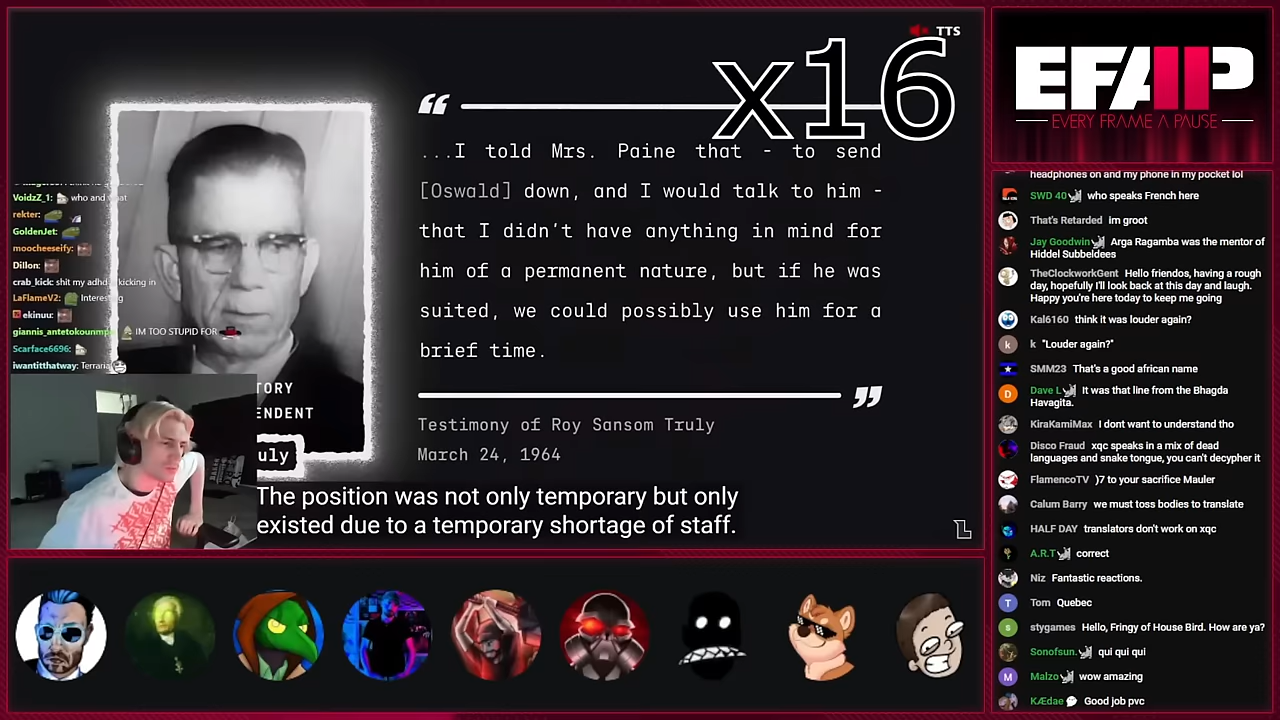 TTS
x16
...I told Mrs. Paine that - to send
[Oswald] down, and I would talk to him -
that I didn't have anything in mind for
him of a permanent nature, but if he was
suited, we could possibly use him for a
brief time.
Testimony of Roy Sansom Truly
March 24, 1964
VoidzZ_1: who and
rekter:
GoldenJet:
moocheeseify:
Dillon:
crab_kick: shit my adhd kicking in
LaFlameV2: Interesting
ekinuu:
IM TOO STUPID FOR
Scarface6696:
iwantitthatway: Terraria
TORY
ENDENT
uly
The position was not only temporary but only
existed due to a temporary shortage of staff.
EFAP
EVERY FRAME A PAUSE
headphones on and my phone in my pocket lol
SWD 40 who speaks French here
That's Retarded im groot
Jay Goodwin Arga Ragamba was the mentor of
Hiddel Subbeldees
TheClockworkGent Hello friendos, having a rough
day, hopefully I'll look back at this day and laugh.
Happy you're here today to keep me going
Kal6160 think it was louder again?
k "Louder again?"
SMM23 That's a good african name
Dave L It was that line from the Bhagda
Havagita.
KiraKamiMax I dont want to understand tho
Disco Fraud xqc speaks in a mix of dead
languages and snake tongue, you can't decypher it
FlamencoTV )7 to your sacrifice Mauler
Calum Barry we must toss bodies to translate
HALF DAY translators don't work on xqc
A.R.T correct
Niz Fantastic reactions.
Tom Quebec
stygames Hello, Fringy of House Bird. How are ya?
Sonofsun. qui qui qui
Malzo wow amazing
KÆdae Good job pvc